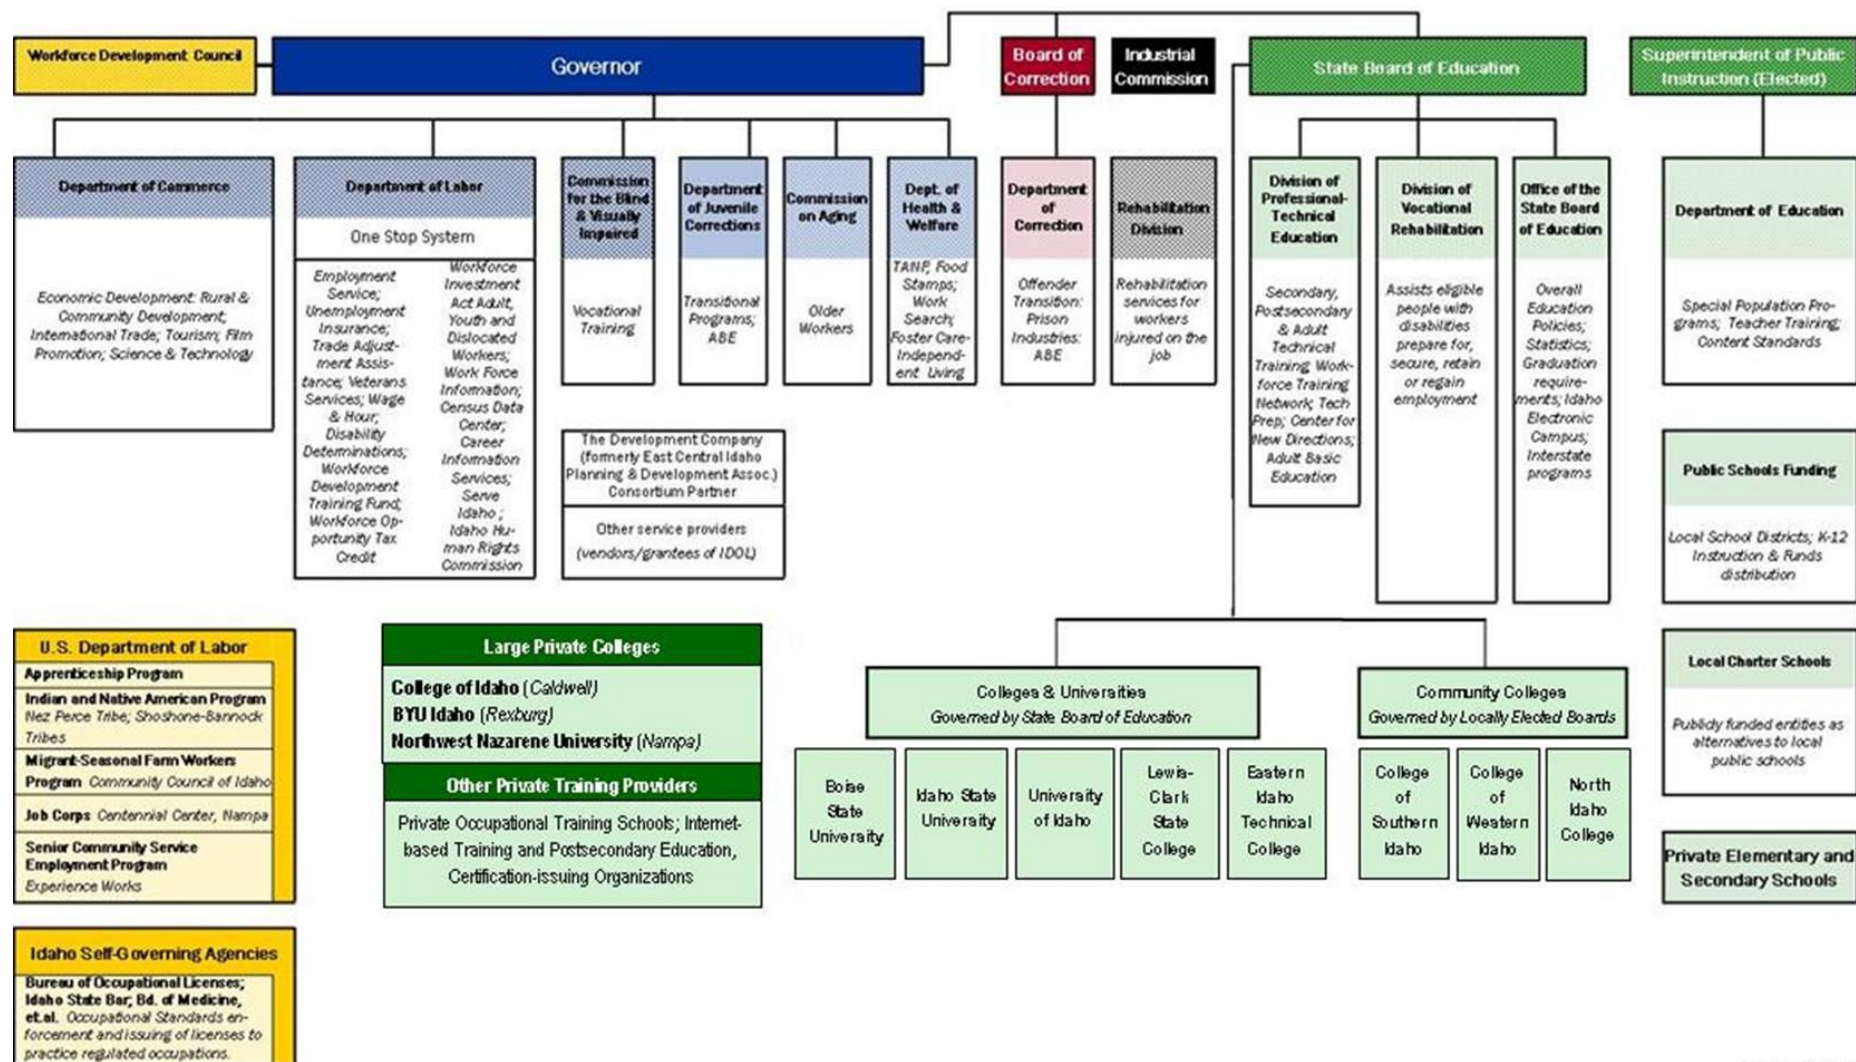 Workforce Development Council
Governor
Board of
Correction
Industrial
Commission
State Board of Education
Superintendent of Public
Instruction (Elected)
Department of Commerce
Economic Development: Rural &
Community Development;
International Trade; Tourism; Film
Promotion; Science & Technology
Department of Labor
One Stop System
Employment
Service;
Unemployment
Insurance;
Trade Adjust-
ment Assis-
tance; Veterans
Services; Wage
& Hour;
Disability
Determinations;
Workforce
Development
Training Fund;
Workforce Op-
portunity Tax
Credit
Workforce
Investment
Act Adult,
Youth and
Dislocated
Workers;
Work Force
Information;
Census Data
Center;
Career
Information
Services;
Serve
Idaho ;
Idaho Hu-
man Rights
Commission
Commission
for the Blind
& Visually
Impaired
Vocational
Training
Department
of Juvenile
Corrections
Transitional
Programs;
ABE
Commission
on Aging
Older
Workers
Dept. of
Health &
Welfare
TANF, Food
Stamps;
Work
Search;
Foster Care-
Independ-
ent Living
Department
of
Correction
Offender
Transition:
Prison
Industries:
ABE
Rehabilitation
Division
Rehabilitation
services for
workers
injured on the
job
Division of
Professional-
Technical
Education
Secondary,
Postsecondary
& Adult
Technical
Training; Work-
force Training
Network; Tech
Prep; Center for
New Directions;
Adult Basic
Education
Division of
Vocational
Rehabilitation
Assists eligible
people with
disabilities
prepare for,
secure, retain
or regain
employment
Office of the
State Board
of Education
Overall
Education
Policies;
Statistics;
Graduation
require-
ments; Idaho
Electronic
Campus;
Interstate
programs
Department of Education
Special Population Pro-
grams; Teacher Training;
Content Standards
The Development Company
(formerly East Central Idaho
Planning & Development Assoc.)
Consortium Partner
Other service providers
(vendors/grantees of IDOL)
Public Schools Funding
Local School Districts; K-12
Instruction & Funds
distribution
Local Charter Schools
Publicly funded entities as
alternatives to local
public schools
Private Elementary and
Secondary Schools
U.S. Department of Labor
Apprenticeship Program
Indian and Native American Program
Nez Perce Tribe; Shoshone-Bannock
Tribes
Migrant-Seasonal Farm Workers
Program Community Council of Idaho
Job Corps Centennial Center, Nampa
Senior Community Service
Employment Program
Experience Works
Large Private Colleges
College of Idaho (Caldwell)
BYU Idaho (Rexburg)
Northwest Nazarene University (Nampa)
Other Private Training Providers
Private Occupational Training Schools; Internet-
based Training and Postsecondary Education,
Certification-issuing Organizations
Colleges & Universities
Governed by State Board of Education
Boise
State
University
Idaho State
University
University
of Idaho
Lewis-
Clark
State
College
Eastern
Idaho
Technical
College
Community Colleges
Governed by Locally Elected Boards
College
of
Southern
Idaho
College
of
Western
Idaho
North
Idaho
College
Idaho Self-Governing Agencies
Bureau of Occupational Licenses;
Idaho State Bar; Bd. of Medicine,
et.al. Occupational Standards en-
forcement and issuing of licenses to
practice regulated occupations.